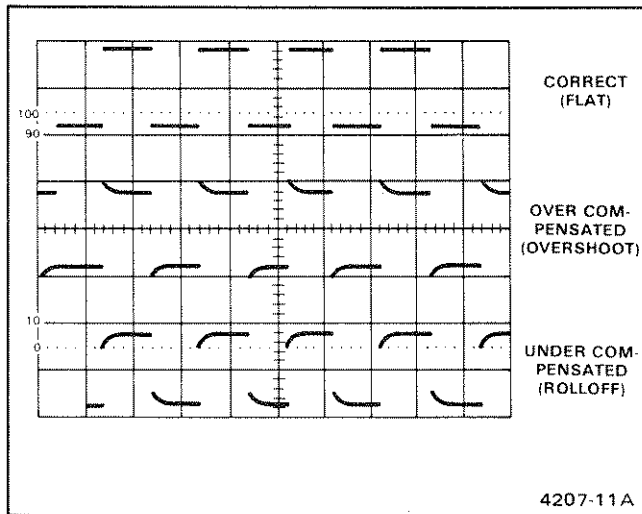 CORRECT
(FLAT)
100
90
OVER COM-
PENSATED
(OVERSHOOT)
10
0
UNDER COM-
PENSATED
(ROLLOFF)
4207-11A